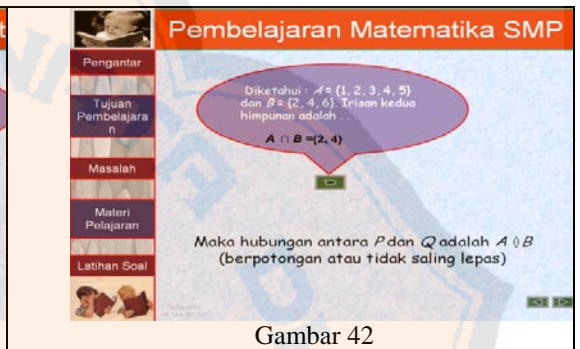 Pembelajaran Matematika SMP
Pengantar
Tujuan
Pembelajara
n
Masalah
Materi
Pelajaran
Latihan Soal
Diketahui : A = {1, 2, 3, 4, 5}
dan B = {2, 4, 6}. Irisan kedua
himpunan adalah . . .
A ∩ B ={2, 4}
Maka hubungan antara P dan Q adalah A ≬ B
(berpotongan atau tidak saling lepas)
Gambar 42